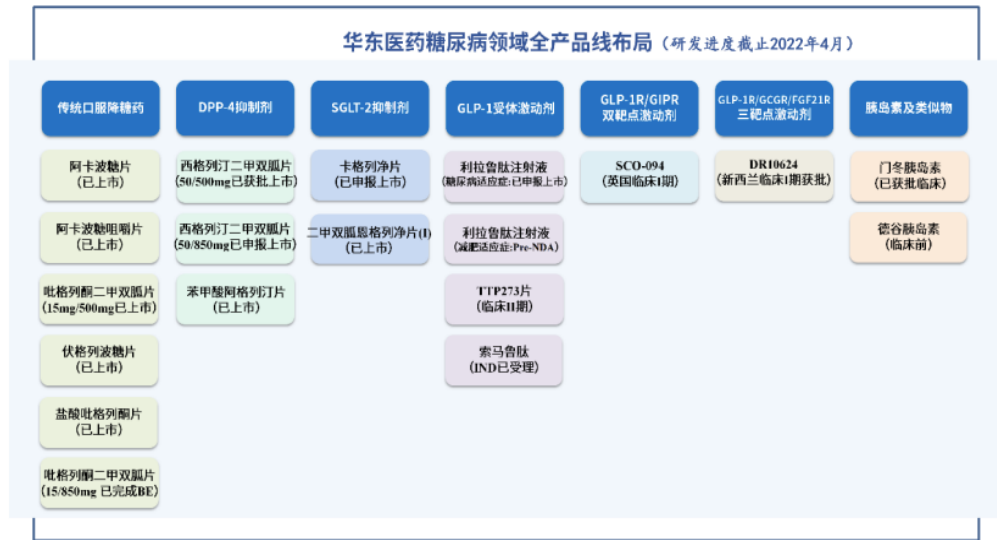 华东医药糖尿病领域全产品线布局（研发进度截止2022年4月）
传统口服降糖药
阿卡波糖片
(已上市)
阿卡波糖咀嚼片
(已上市)
吡格列酮二甲双胍片
(15mg/500mg已上市)
伏格列波糖片
(已上市)
盐酸吡格列酮片
(已上市)
吡格列酮二甲双胍片
(15/850mg 已完成BE)
DPP-4抑制剂
西格列汀二甲双胍片
(50/500mg已获批上市)
西格列汀二甲双胍片
(50/850mg已申报上市)
苯甲酸阿格列汀片
(已上市)
SGLT-2抑制剂
卡格列净片
(已申报上市)
二甲双胍恩格列净片(I)
(已上市)
GLP-1受体激动剂
利拉鲁肽注射液
(糖尿病适应症:已申报上市)
利拉鲁肽注射液
(减肥适应症:Pre-NDA)
TTP273片
(临床II期)
索马鲁肽
(IND已受理)
GLP-1R/GIPR
双靶点激动剂
SCO-094
(英国临床I期)
GLP-1R/GCGR/FGF21R
三靶点激动剂
DR10624
(新西兰临床I期获批)
胰岛素及类似物
门冬胰岛素
(已获批临床)
德谷胰岛素
(临床前)